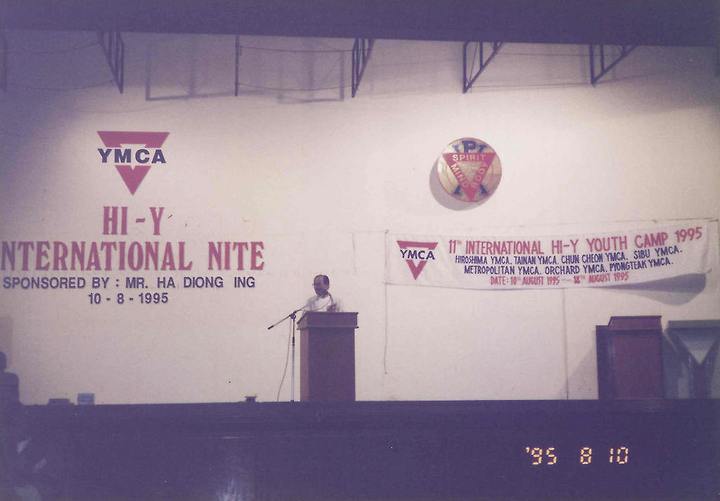 YMCA
HI-Y
INTERNATIONAL NITE
SPONSORED BY : MR. HA DIONG ING
10 - 8 - 1995
SPIRIT
MIND
BODY
YMCA
11TH INTERNATIONAL HI-Y YOUTH CAMP 1995
HIROSHIMA YMCA. TAINAN YMCA. CHUN CHEON YMCA. SIBU YMCA.
METROPOLITAN YMCA. ORCHARD YMCA. PYONGTEAK YMCA.
DATE: 10TH AUGUST 1995 — 18TH AUGUST 1995
'95 8 10